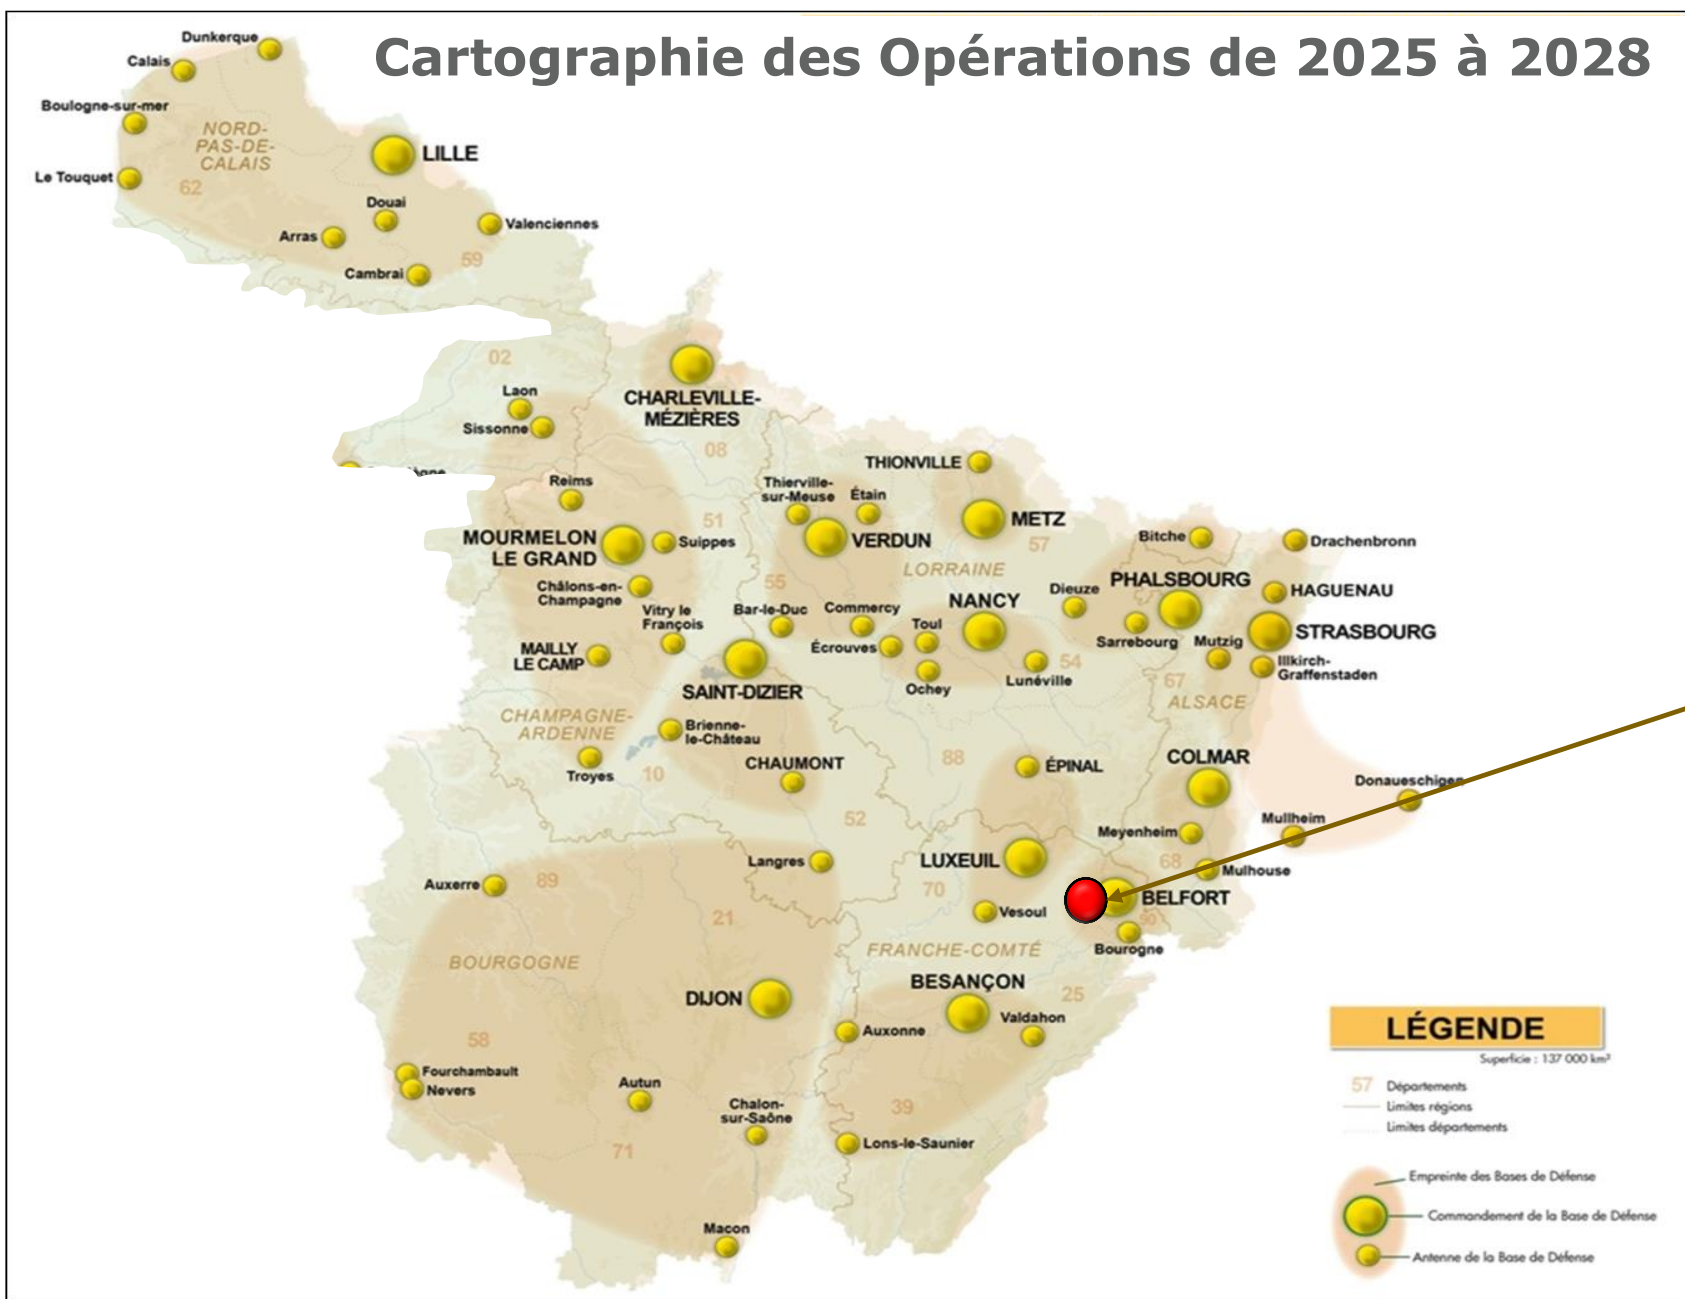 Cartographie des Opérations de 2025 à 2028
Dunkerque
Calais
Boulogne-sur-mer
NORD-
PAS-DE-
CALAIS
LILLE
Le Touquet
62
Douai
Valenciennes
Arras
59
Cambrai
02
Laon
CHARLEVILLE-
MÉZIÈRES
Sissonne
08
THIONVILLE
Reims
Thierville-
sur-Meuse
Étain
51
METZ
MOURMELON
LE GRAND
Suippes
VERDUN
57
Bitche
Drachenbronn
LORRAINE
55
Châlons-en-
Champagne
Dieuze
PHALSBOURG
HAGUENAU
Vitry le
François
Bar-le-Duc
Commercy
NANCY
Toul
STRASBOURG
Écrouves
Sarrebourg
Mutzig
MAILLY
LE CAMP
54
Illkirch-
Graffenstaden
Lunéville
67
SAINT-DIZIER
Ochey
ALSACE
CHAMPAGNE-
ARDENNE
Brienne-
le-Château
88
COLMAR
CHAUMONT
ÉPINAL
Troyes
10
Donaueschigen
52
Mullheim
Meyenheim
Langres
LUXEUIL
68
Mulhouse
Auxerre
89
70
BELFORT
21
Vesoul
90
FRANCHE-COMTÉ
Bourogne
BOURGOGNE
BESANÇON
DIJON
25
Valdahon
Auxonne
58
Fourchambault
Nevers
Autun
Chalon-
sur-Saône
39
71
Lons-le-Saunier
Macon
LÉGENDE
Superficie : 137 000 km²
57 Départements
Limites régions
Limites départements
Empreinte des Bases de Défense
Commandement de la Base de Défense
Antenne de la Base de Défense